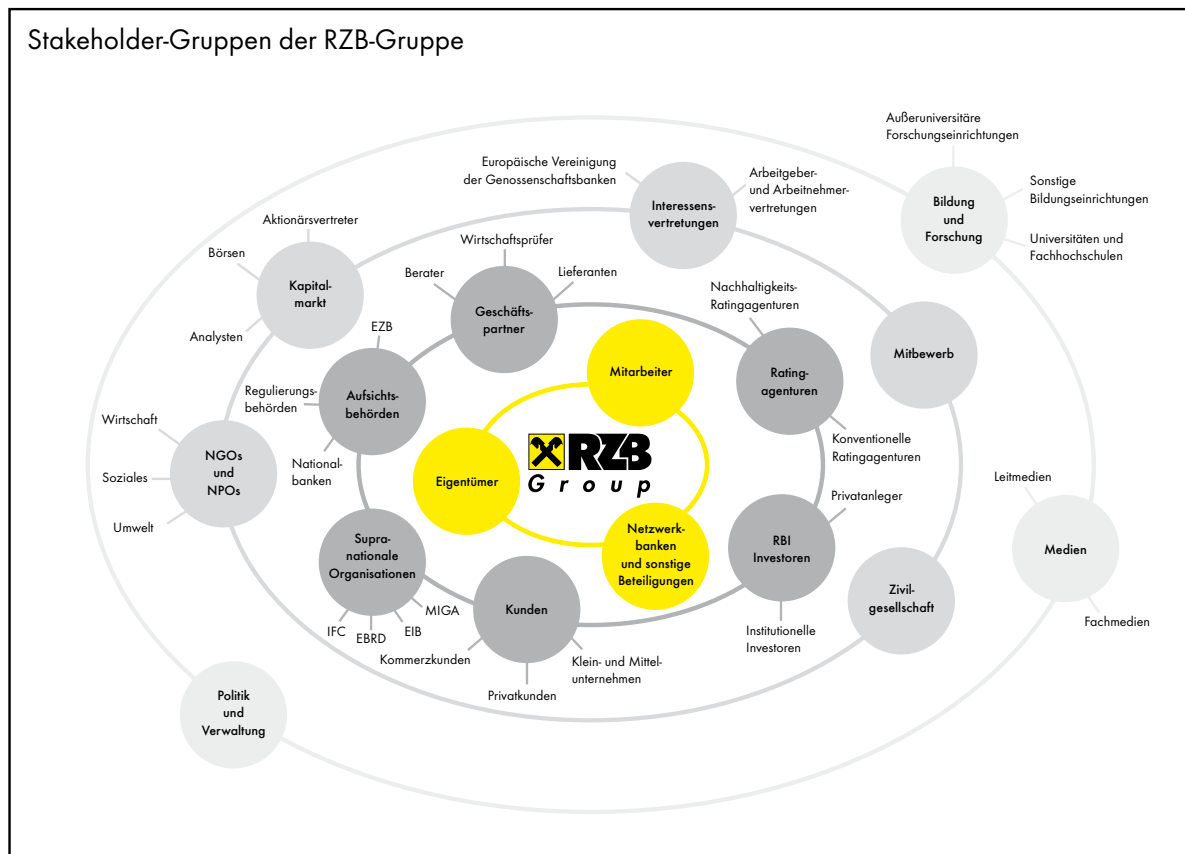 Stakeholder-Gruppen der RZB-Gruppe
Außeruniversitäre
Forschungseinrichtungen
Sonstige
Bildungseinrichtungen
Bildung
und
Forschung
Universitäten und
Fachhochschulen
Europäische Vereinigung
der Genossenschaftsbanken
Interessens-
vertretungen
Arbeitgeber-
und Arbeitnehmer-
vertretungen
Aktionärsvertreter
Börsen
Kapital-
markt
Analysten
Wirtschaftsprüfer
Berater
Lieferanten
Geschäfts-
partner
Nachhaltigkeits-
Ratingagenturen
Rating-
agenturen
Konventionelle
Ratingagenturen
Mitbewerb
EZB
Regulierungs-
behörden
Aufsichts-
behörden
National-
banken
Mitarbeiter
Eigentümer
RZB
Group
Netzwerk-
banken
und sonstige
Beteiligungen
Wirtschaft
Soziales
NGOs
und
NPOs
Umwelt
Supra-
nationale
Organisationen
IFC
EBRD
EIB
MIGA
Kunden
Kommerzkunden
Privatkunden
Klein- und Mittel-
unternehmen
Privatanleger
RBI
Investoren
Institutionelle
Investoren
Zivil-
gesellschaft
Leitmedien
Medien
Fachmedien
Politik
und
Verwaltung